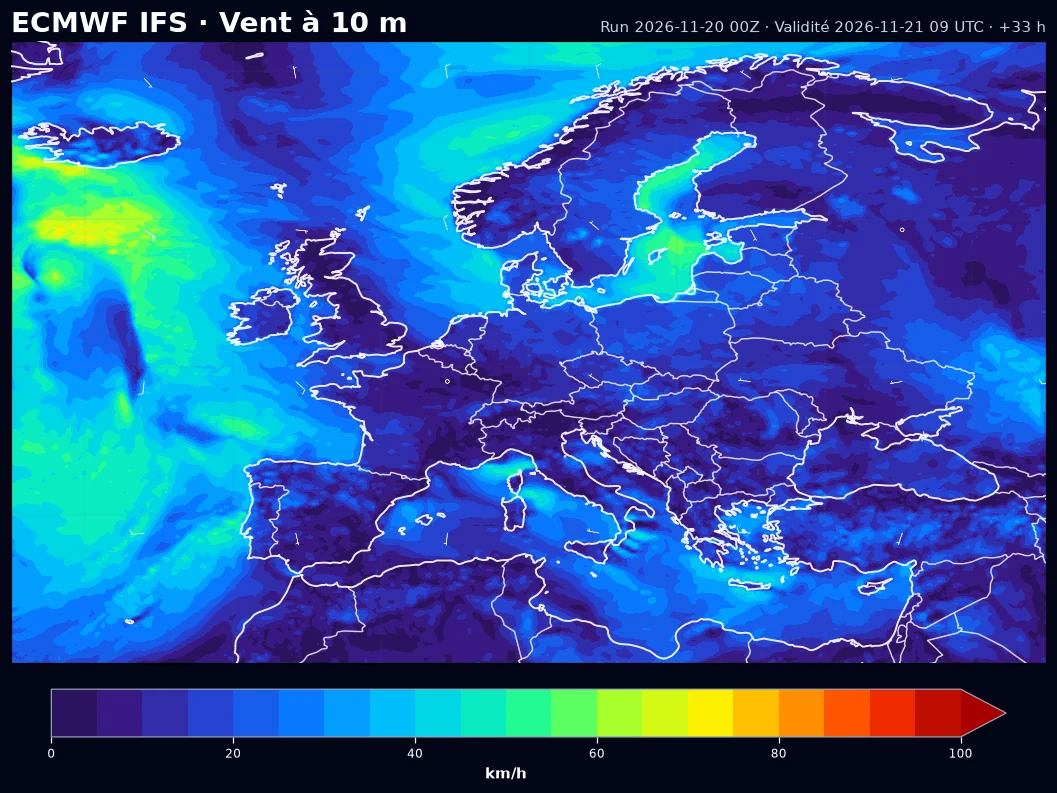 ECMWF IFS · Vent à 10 m
Run 2026-11-20 00Z · Validité 2026-11-21 09 UTC · +33 h
0 20 40 60 80 100
km/h